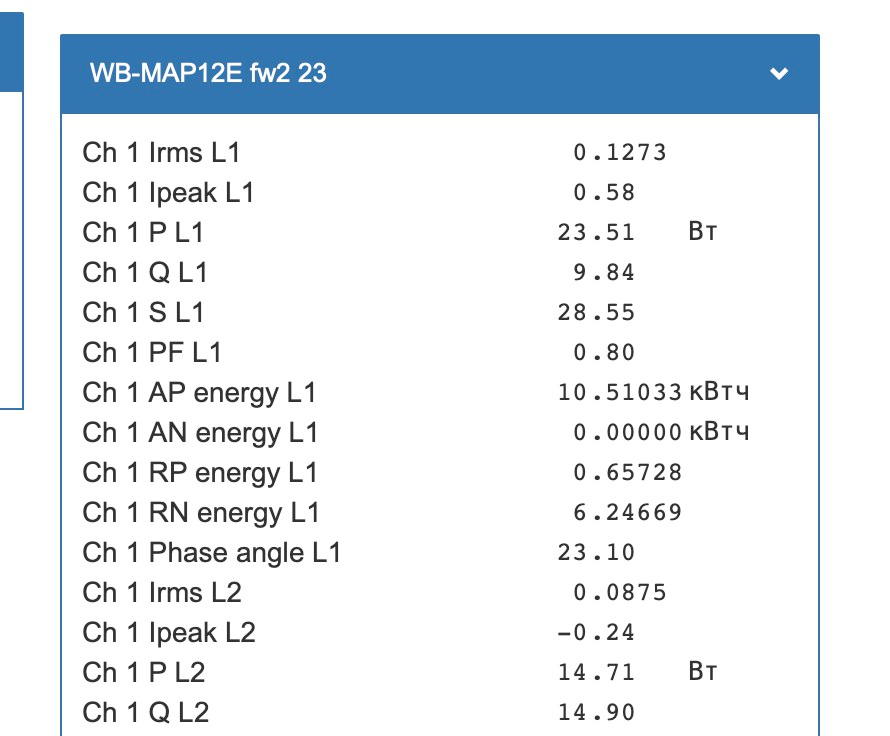 WB-MAP12E fw2 23
Ch 1 Irms L1 0.1273
Ch 1 Ipeak L1 0.58
Ch 1 P L1 23.51 Вт
Ch 1 Q L1 9.84
Ch 1 S L1 28.55
Ch 1 PF L1 0.80
Ch 1 AP energy L1 10.51033 кВтч
Ch 1 AN energy L1 0.00000 кВтч
Ch 1 RP energy L1 0.65728
Ch 1 RN energy L1 6.24669
Ch 1 Phase angle L1 23.10
Ch 1 Irms L2 0.0875
Ch 1 Ipeak L2 -0.24
Ch 1 P L2 14.71 Вт
Ch 1 Q L2 14.90